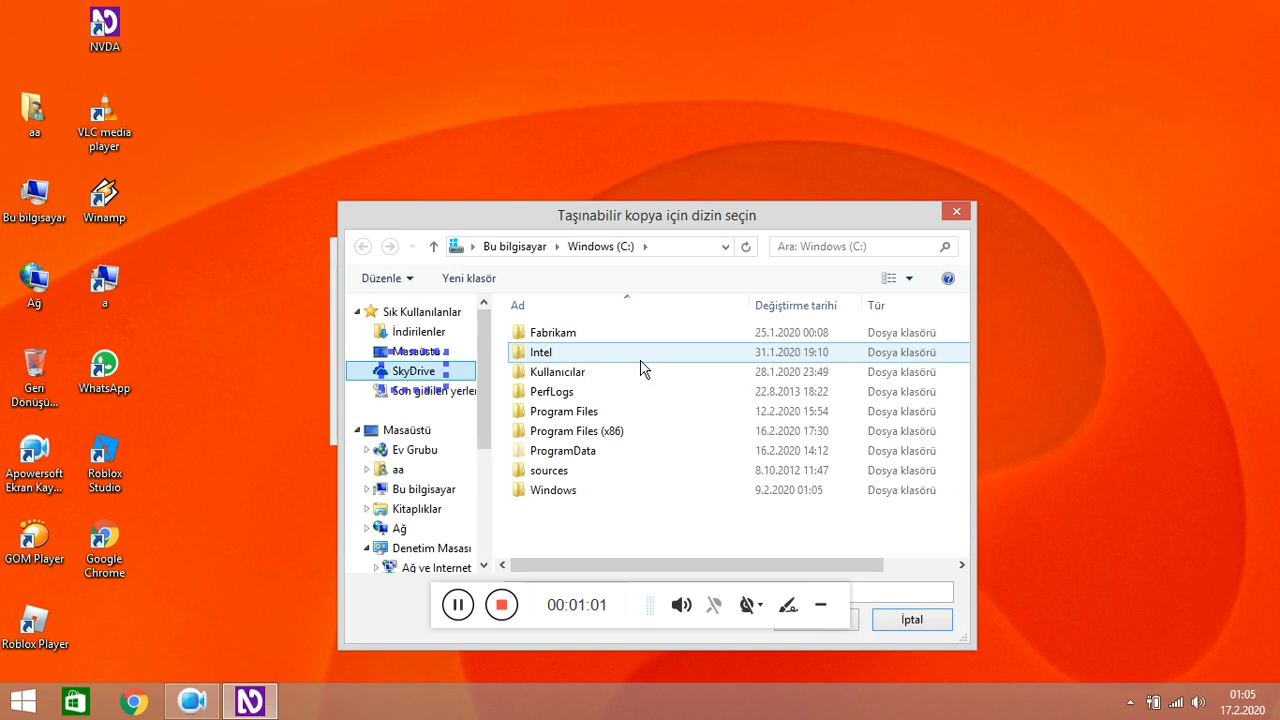 NVDA
aa
VLC media
player
Bu bilgisayar
Winamp
Ağ
a
Geri
Dönüşü...
WhatsApp
Apowersoft
Ekran Kay...
Roblox
Studio
GOM Player
Google
Chrome
Roblox Player
Taşınabilir kopya için dizin seçin
Bu bilgisayar
Windows (C:)
Ara: Windows (C:)
Düzenle
Yeni klasör
Sık Kullanılanlar
İndirilenler
Masaüstü
SkyDrive
Son gidilen yerler
Masaüstü
Ev Grubu
aa
Bu bilgisayar
Kitaplıklar
Ağ
Denetim Masası
Ağ ve Internet
Ad Değiştirme tarihi Tür
Fabrikam 25.1.2020 00:08 Dosya klasörü
Intel 31.1.2020 19:10 Dosya klasörü
Kullanıcılar 28.1.2020 23:49 Dosya klasörü
PerfLogs 22.8.2013 18:22 Dosya klasörü
Program Files 12.2.2020 15:54 Dosya klasörü
Program Files (x86) 16.2.2020 17:30 Dosya klasörü
ProgramData 16.2.2020 14:12 Dosya klasörü
sources 8.10.2012 11:47 Dosya klasörü
Windows 9.2.2020 01:05 Dosya klasörü
00:01:01
İptal
01:05
17.2.2020